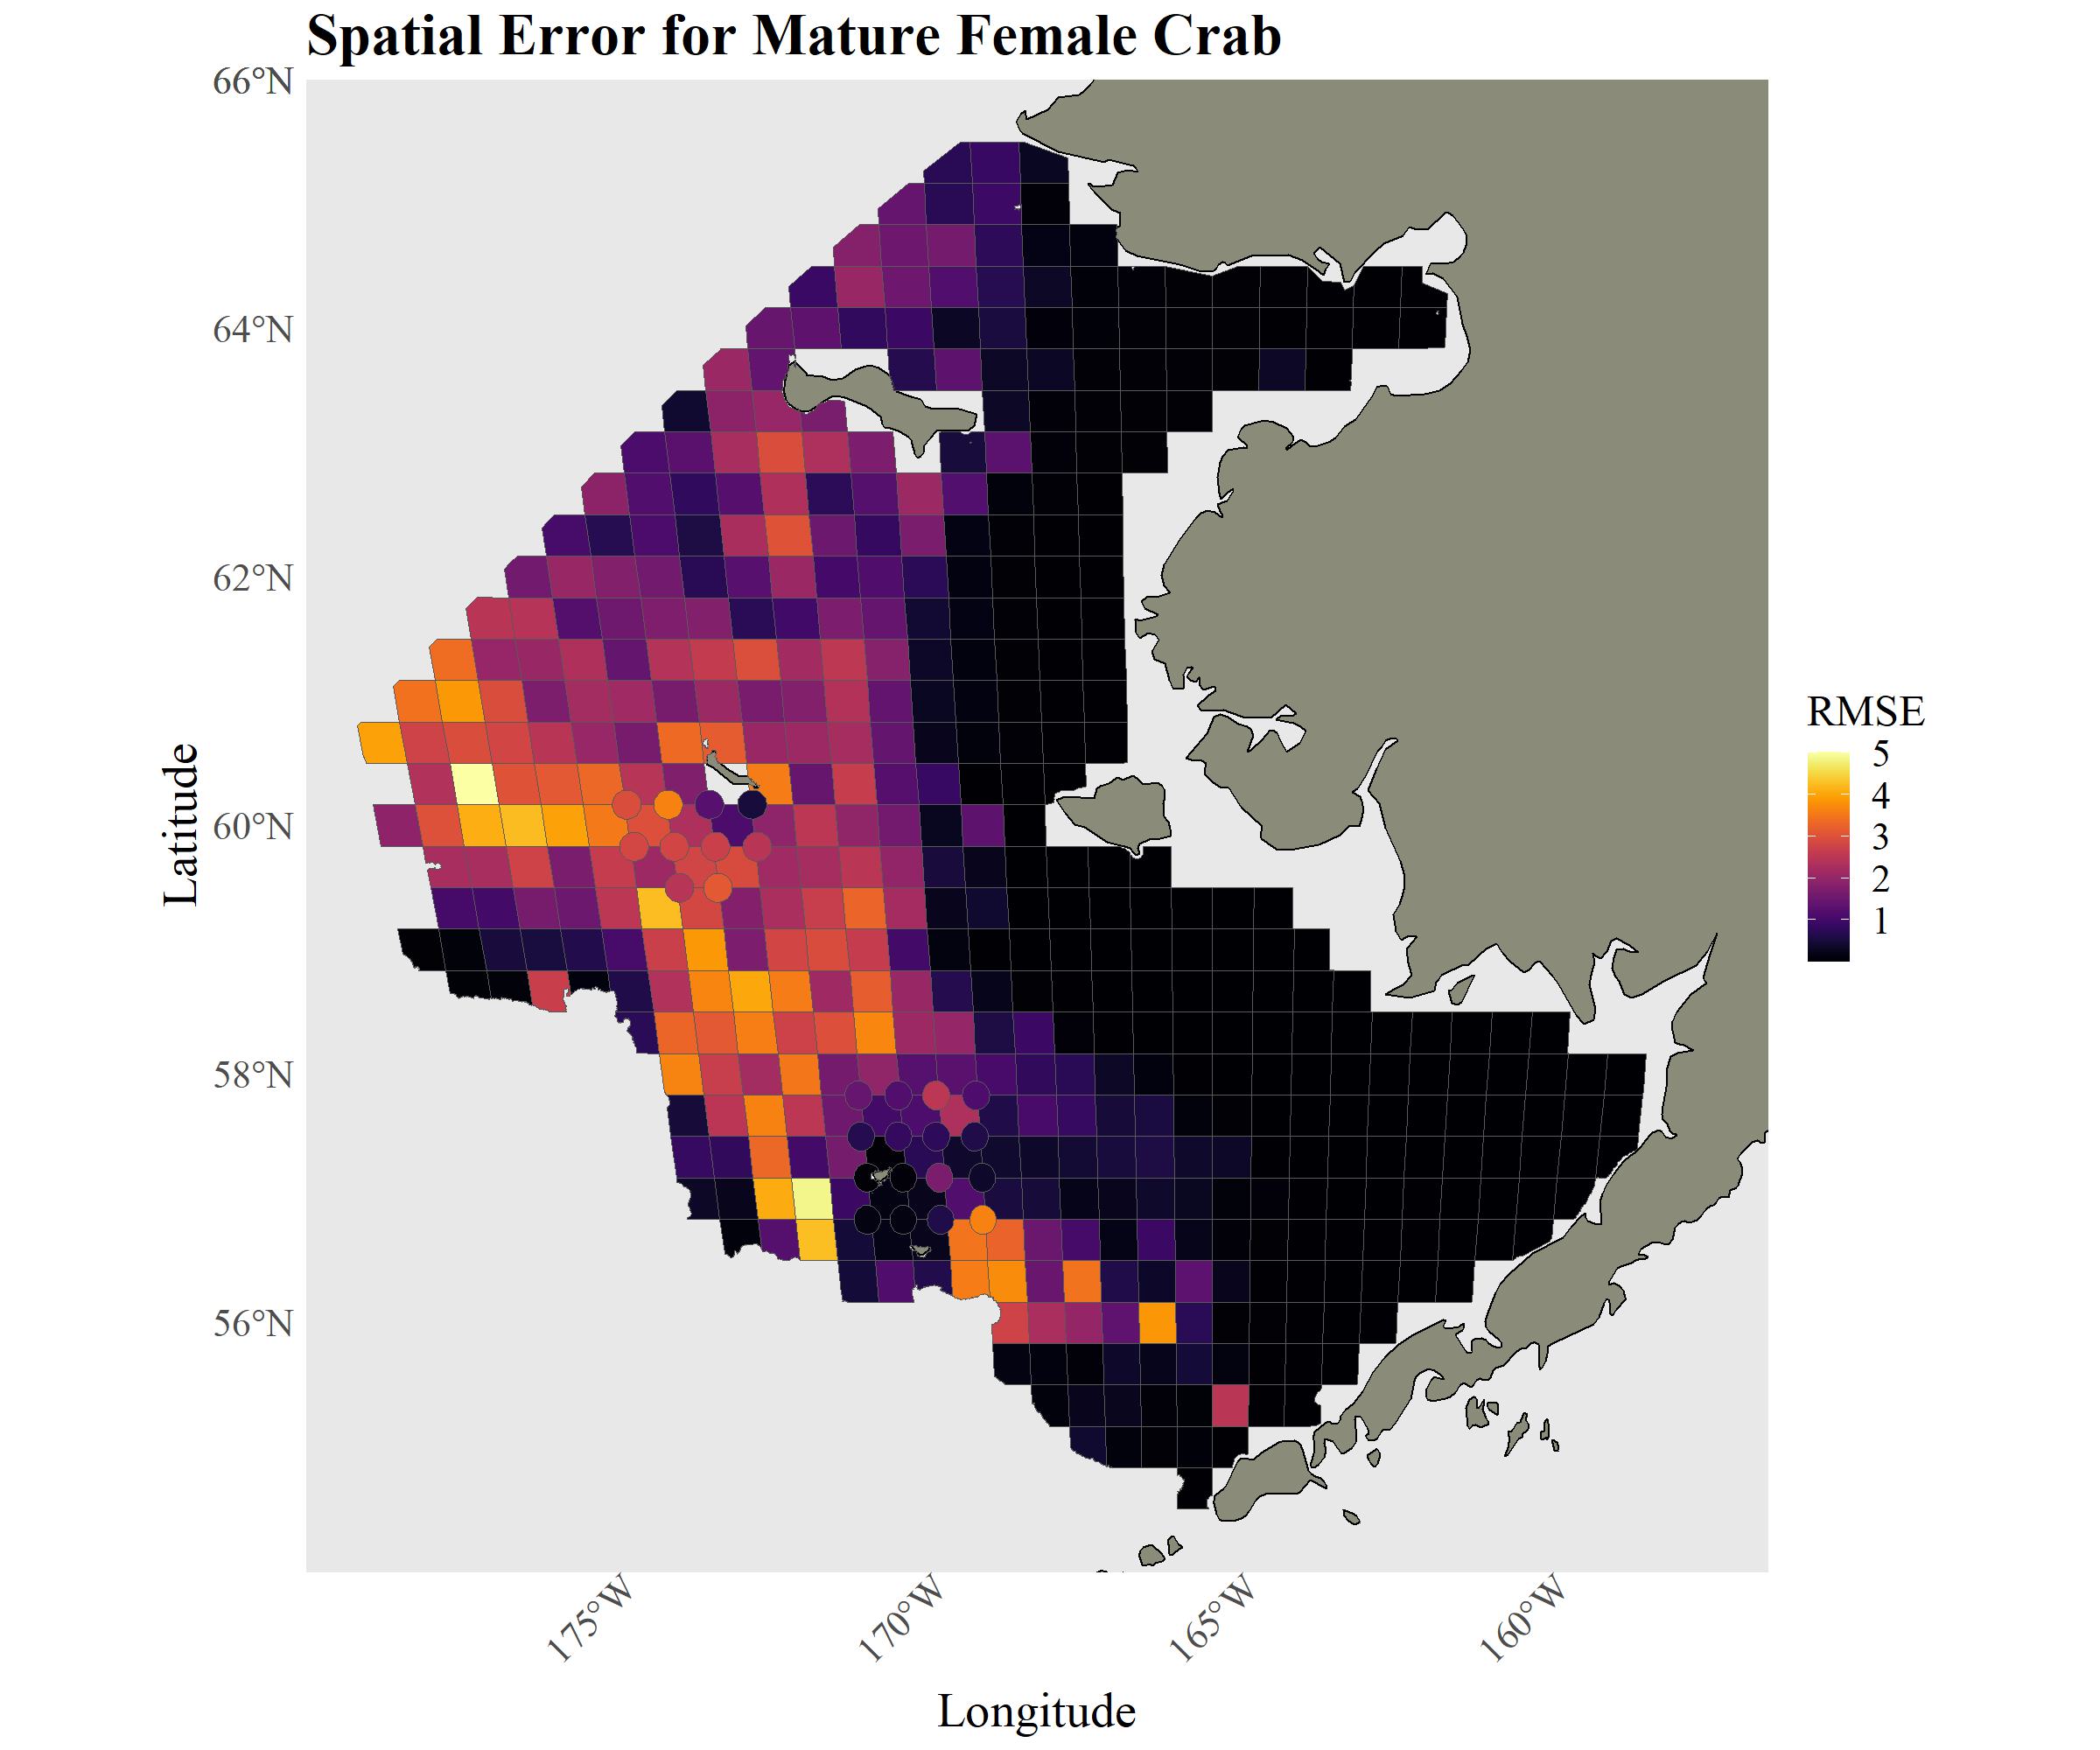 Spatial Error for Mature Female Crab
66°N
64°N
62°N
60°N
58°N
56°N
Latitude
175°W
170°W
165°W
160°W
Longitude
RMSE
5
4
3
2
1